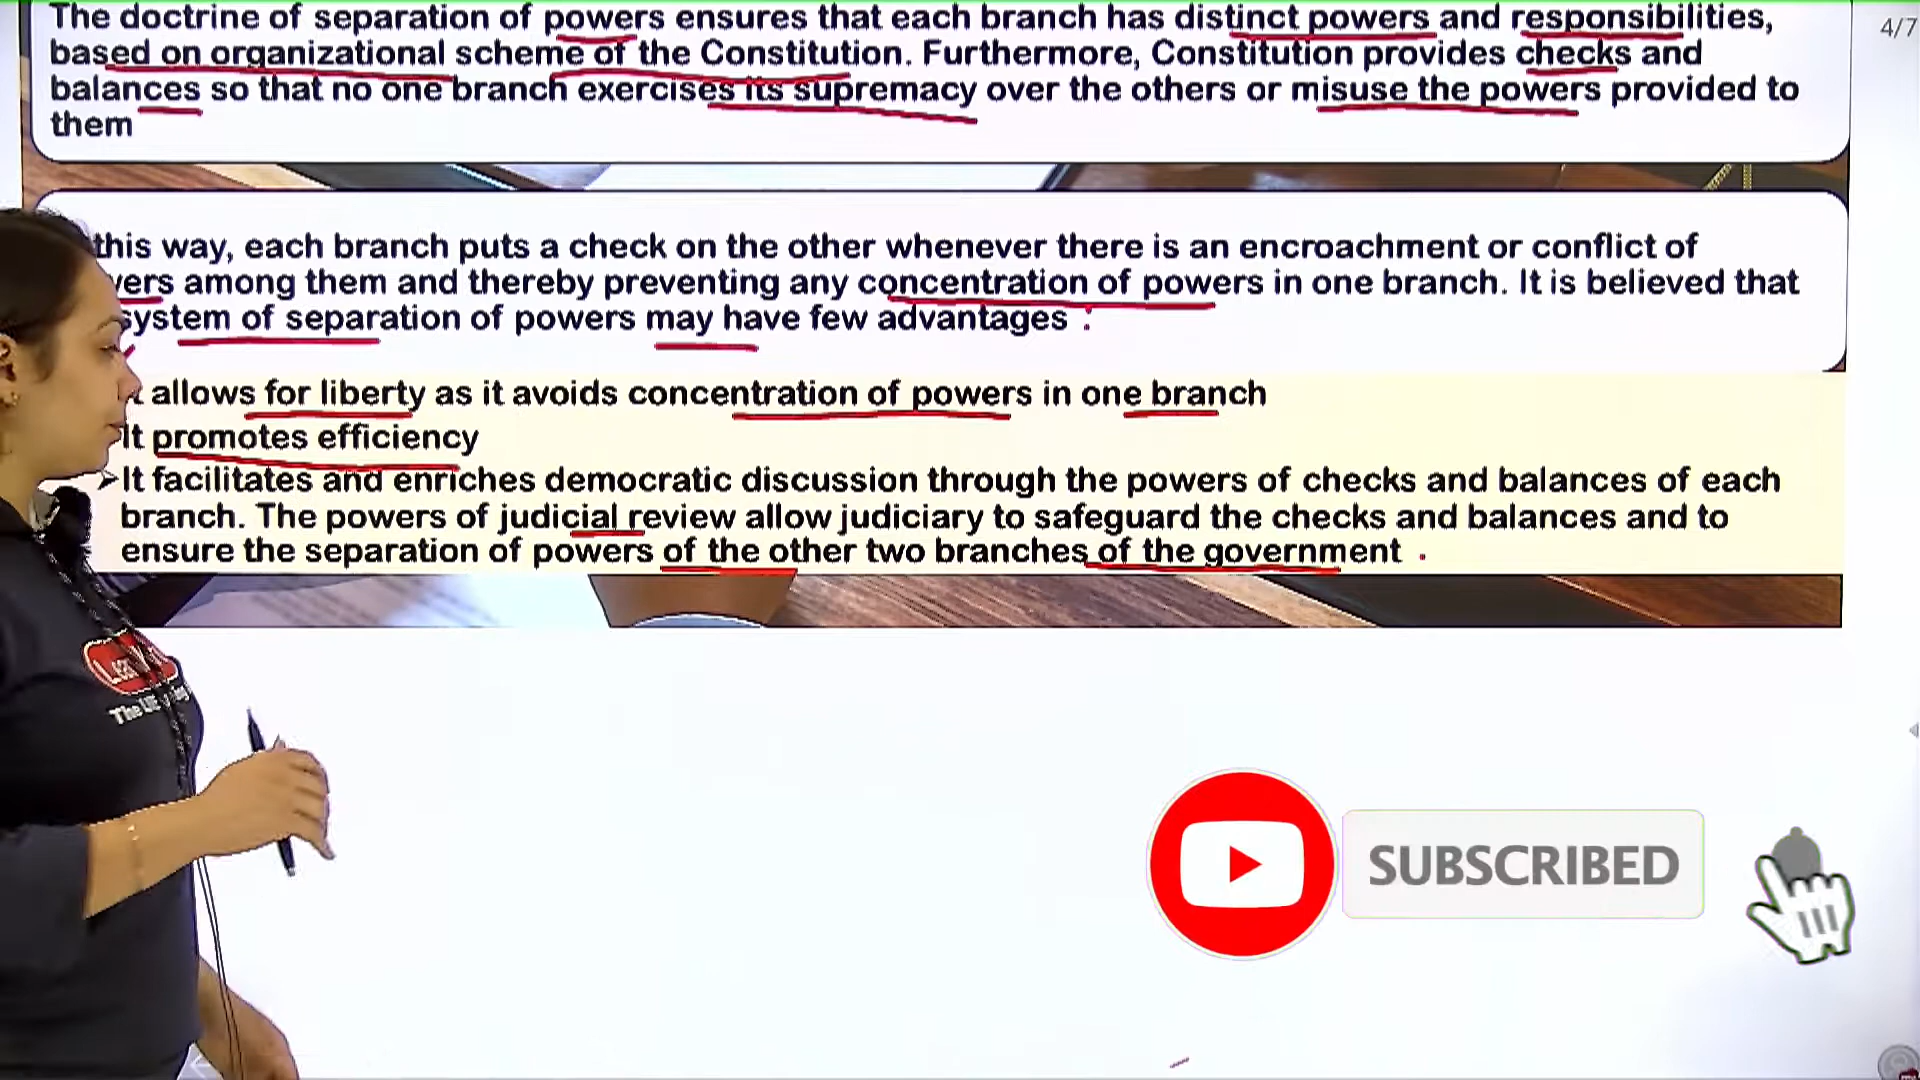 The doctrine of separation of powers ensures that each branch has distinct powers and responsibilities,
4/7
based on organizational scheme of the Constitution. Furthermore, Constitution provides checks and
balances so that no one branch exercises its supremacy over the others or misuse the powers provided to
them
this way, each branch puts a check on the other whenever there is an encroachment or conflict of
among them and thereby preventing any concentration of powers in one branch. It is believed that
system of separation of powers may have few advantages :
allows for liberty as it avoids concentration of powers in one branch
It promotes efficiency
➤It facilitates and enriches democratic discussion through the powers of checks and balances of each
branch. The powers of judicial review allow judiciary to safeguard the checks and balances and to
ensure the separation of powers of the other two branches of the government .
The
SUBSCRIBED